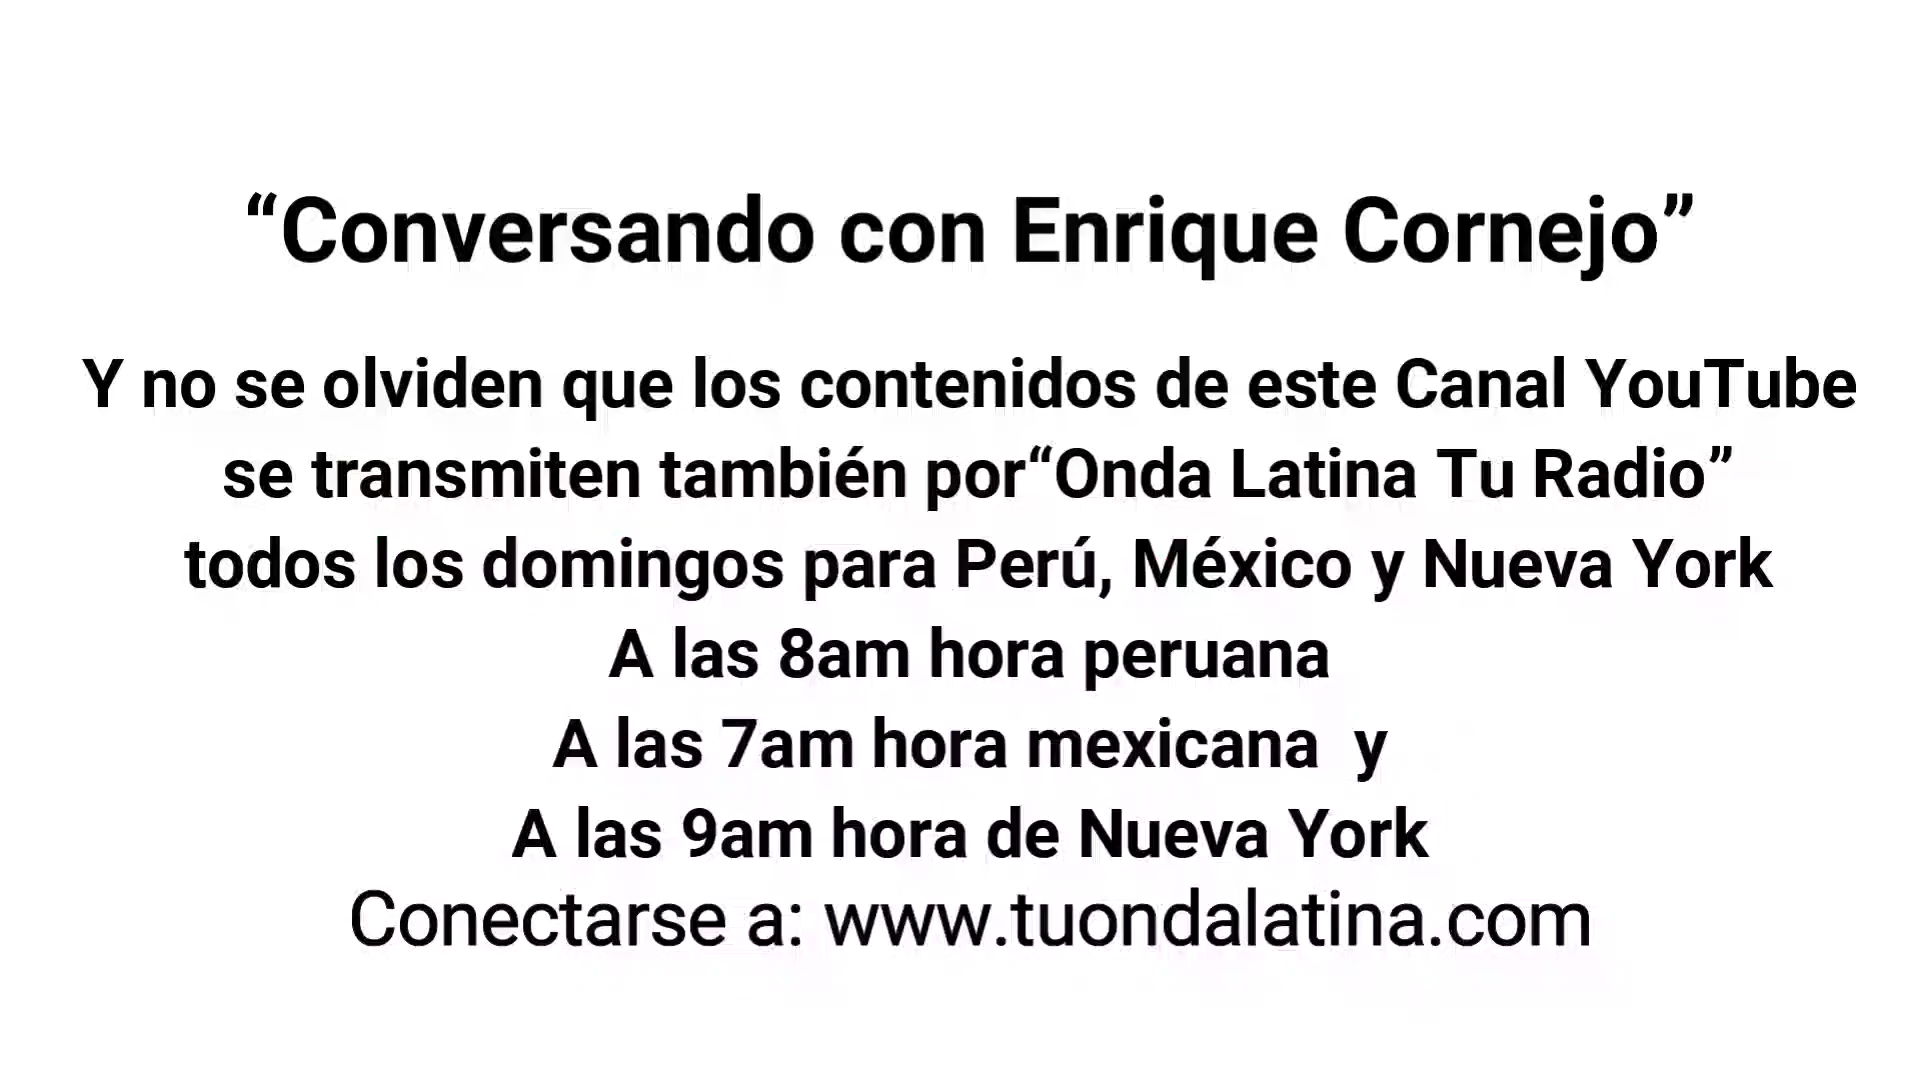 “Conversando con Enrique Cornejo”
Y no se olviden que los contenidos de este Canal YouTube
se transmiten también por“Onda Latina Tu Radio”
todos los domingos para Perú, México y Nueva York
A las 8am hora peruana
A las 7am hora mexicana  y
A las 9am hora de Nueva York
Conectarse a: www.tuondalatina.com